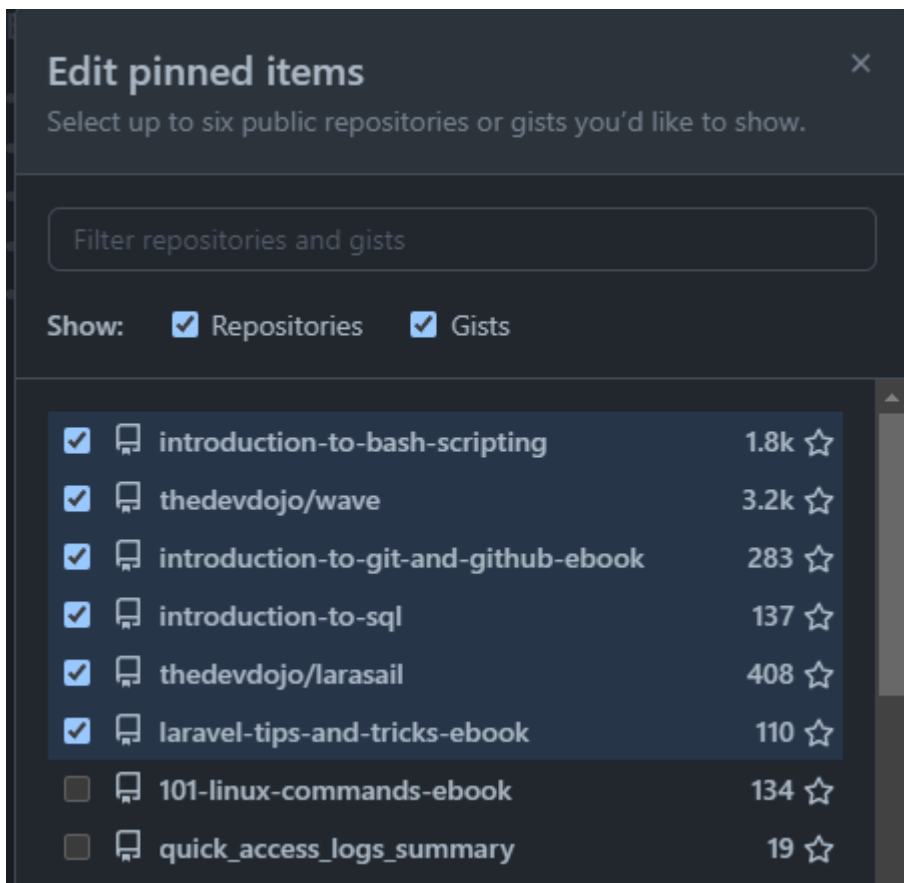 Edit pinned items
Select up to six public repositories or gists you'd like to show.
Filter repositories and gists
Show: Repositories Gists
introduction-to-bash-scripting 1.8k
thedevdojo/wave 3.2k
introduction-to-git-and-github-ebook 283
introduction-to-sql 137
thedevdojo/larasail 408
laravel-tips-and-tricks-ebook 110
101-linux-commands-ebook 134
quick_access_logs_summary 19